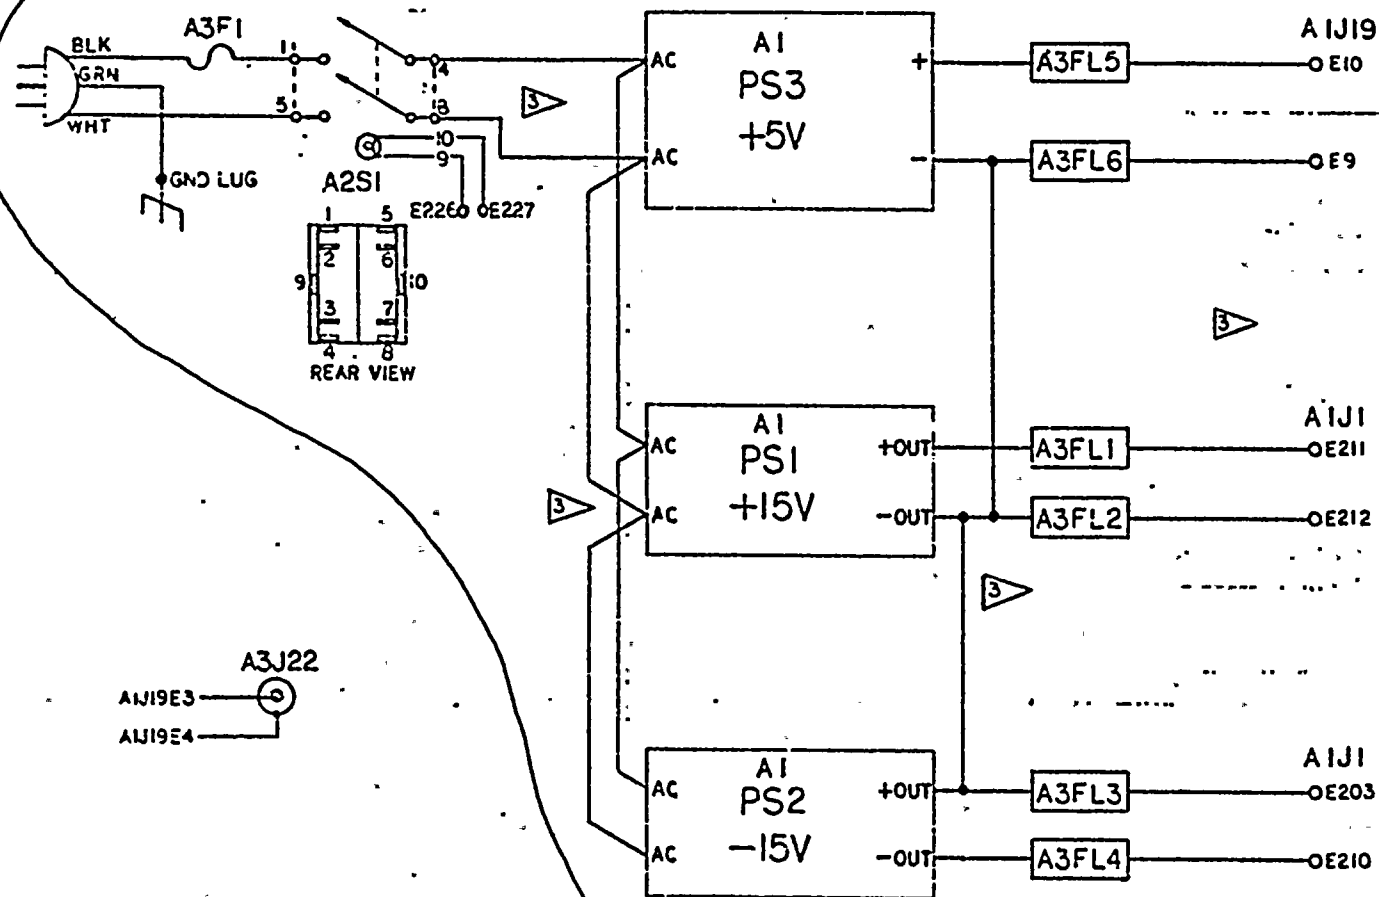 A3F1
BLK
GRN
WHT
1
5
4
8
3
10
9
GND LUG
A2S1
E226
E227
1 5
2 6
9 10
3 7
4 8
REAR VIEW
A1
PS3
+5V
AC
AC
+
-
A3FL5
A3FL6
A1J19
E10
E9
3
A1
PS1
+15V
AC
AC
+OUT
-OUT
A3FL1
A3FL2
A1J1
E211
E212
3
3
A3J22
A1J19E3
A1J19E4
A1
PS2
-15V
AC
AC
+OUT
-OUT
A3FL3
A3FL4
A1J1
E203
E210